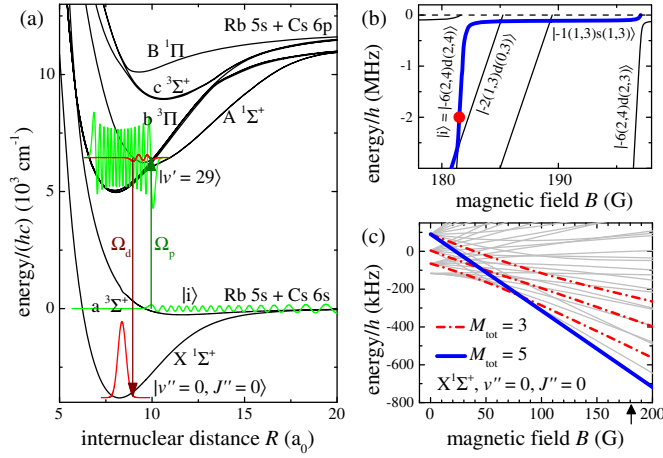 (a)
Rb 5s + Cs 6p
B ¹Π
c ³Σ⁺
b ³Π
A ¹Σ⁺
|v' = 29⟩
Ω_d
Ω_p
|i⟩
Rb 5s + Cs 6s
a ³Σ⁺
X ¹Σ⁺
|v''= 0, J''= 0⟩
energy/(hc) (10³ cm⁻¹)
10
5
0
5
10
15
20
internuclear distance R (a₀)
(b)
0
-1
-2
energy/h (MHz)
|i⟩ = |-6(2,4)d(2,4)⟩
|-2(1,3)d(0,3)⟩
|-1(1,3)s(1,3)⟩
|-6(2,4)d(2,3)⟩
180
190
magnetic field B (G)
(c)
0
-200
-400
-600
-800
energy/h (kHz)
M_tot = 3
M_tot = 5
X¹Σ⁺, v''= 0, J''= 0
0
50
100
150
200
magnetic field B (G)